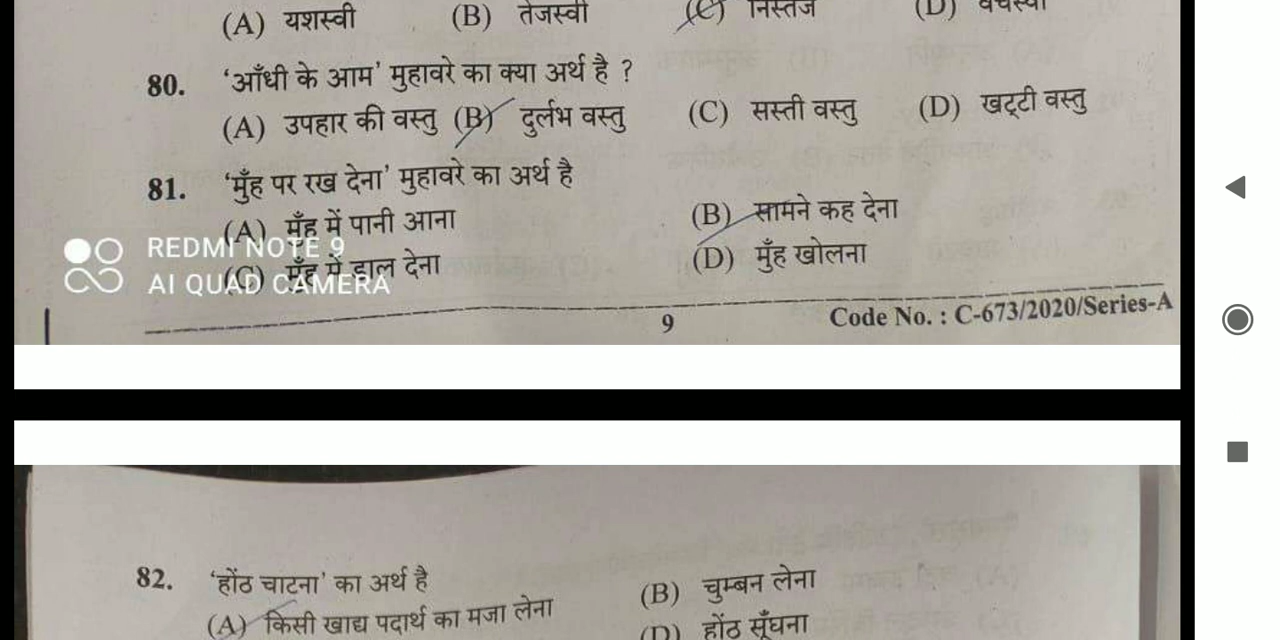 (A) यशस्वी (B) तेजस्वी (C) निस्तेज (D) वर्चस्वी
80. ‘आँधी के आम’ मुहावरे का क्या अर्थ है ?
(A) उपहार की वस्तु (B) दुर्लभ वस्तु (C) सस्ती वस्तु (D) खट्टी वस्तु
81. ‘मुँह पर रख देना’ मुहावरे का अर्थ है
(A) मुँह में पानी आना (B) सामने कह देना
REDMI NOTE 9
(C) मुँह में डाल देना (D) मुँह खोलना
AI QUAD CAMERA
9 Code No. : C-673/2020/Series-A
82. ‘होंठ चाटना’ का अर्थ है
(A) किसी खाद्य पदार्थ का मजा लेना (B) चुम्बन लेना
(D) होंठ सूँघना